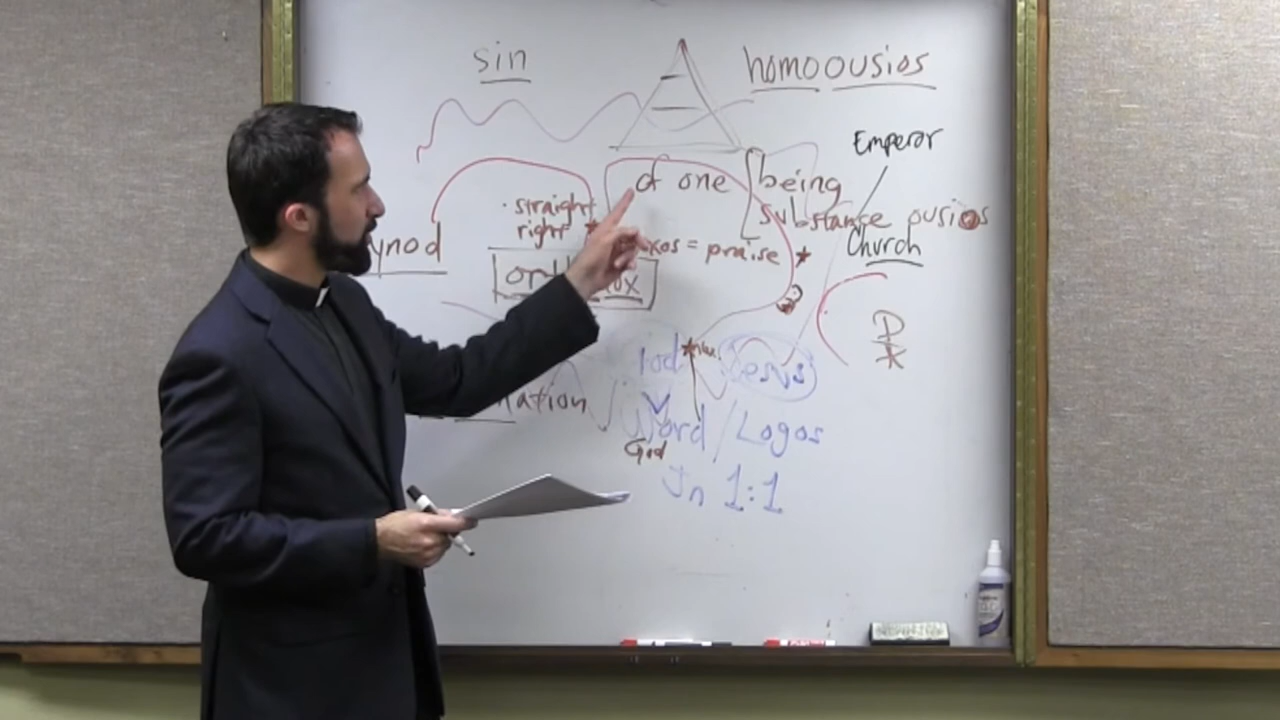 sin
homoousios
Emperor
of one being
substance ousios
straight
right
= praise
Church
ynod
ation
Word / Logos
God
Jn 1:1